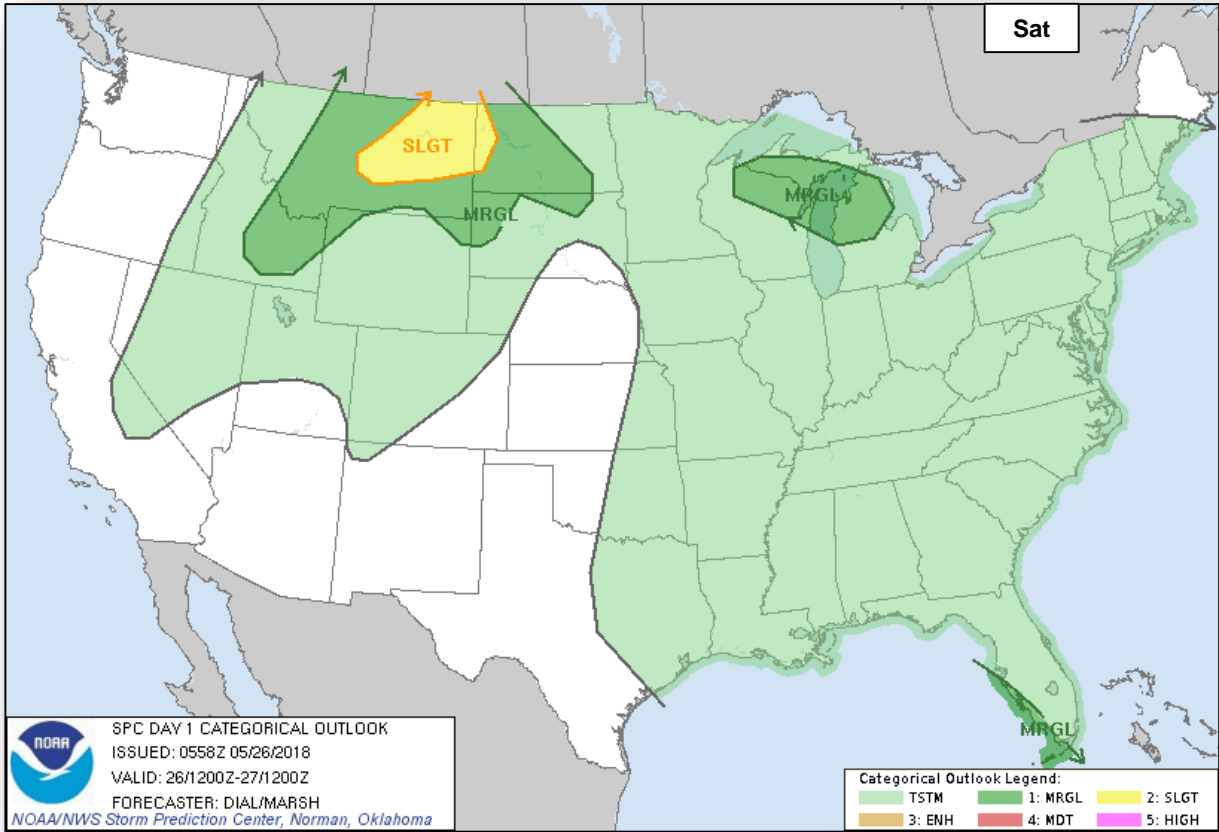 Sat
SLGT
MRGL
MRGL
MRGL
NOAA
SPC DAY 1 CATEGORICAL OUTLOOK
ISSUED: 0558Z 05/26/2018
VALID: 26/1200Z-27/1200Z
FORECASTER: DIAL/MARSH
NOAA/NWS Storm Prediction Center, Norman, Oklahoma
Categorical Outlook Legend:
TSTM 1: MRGL 2: SLGT
3: ENH 4: MDT 5: HIGH